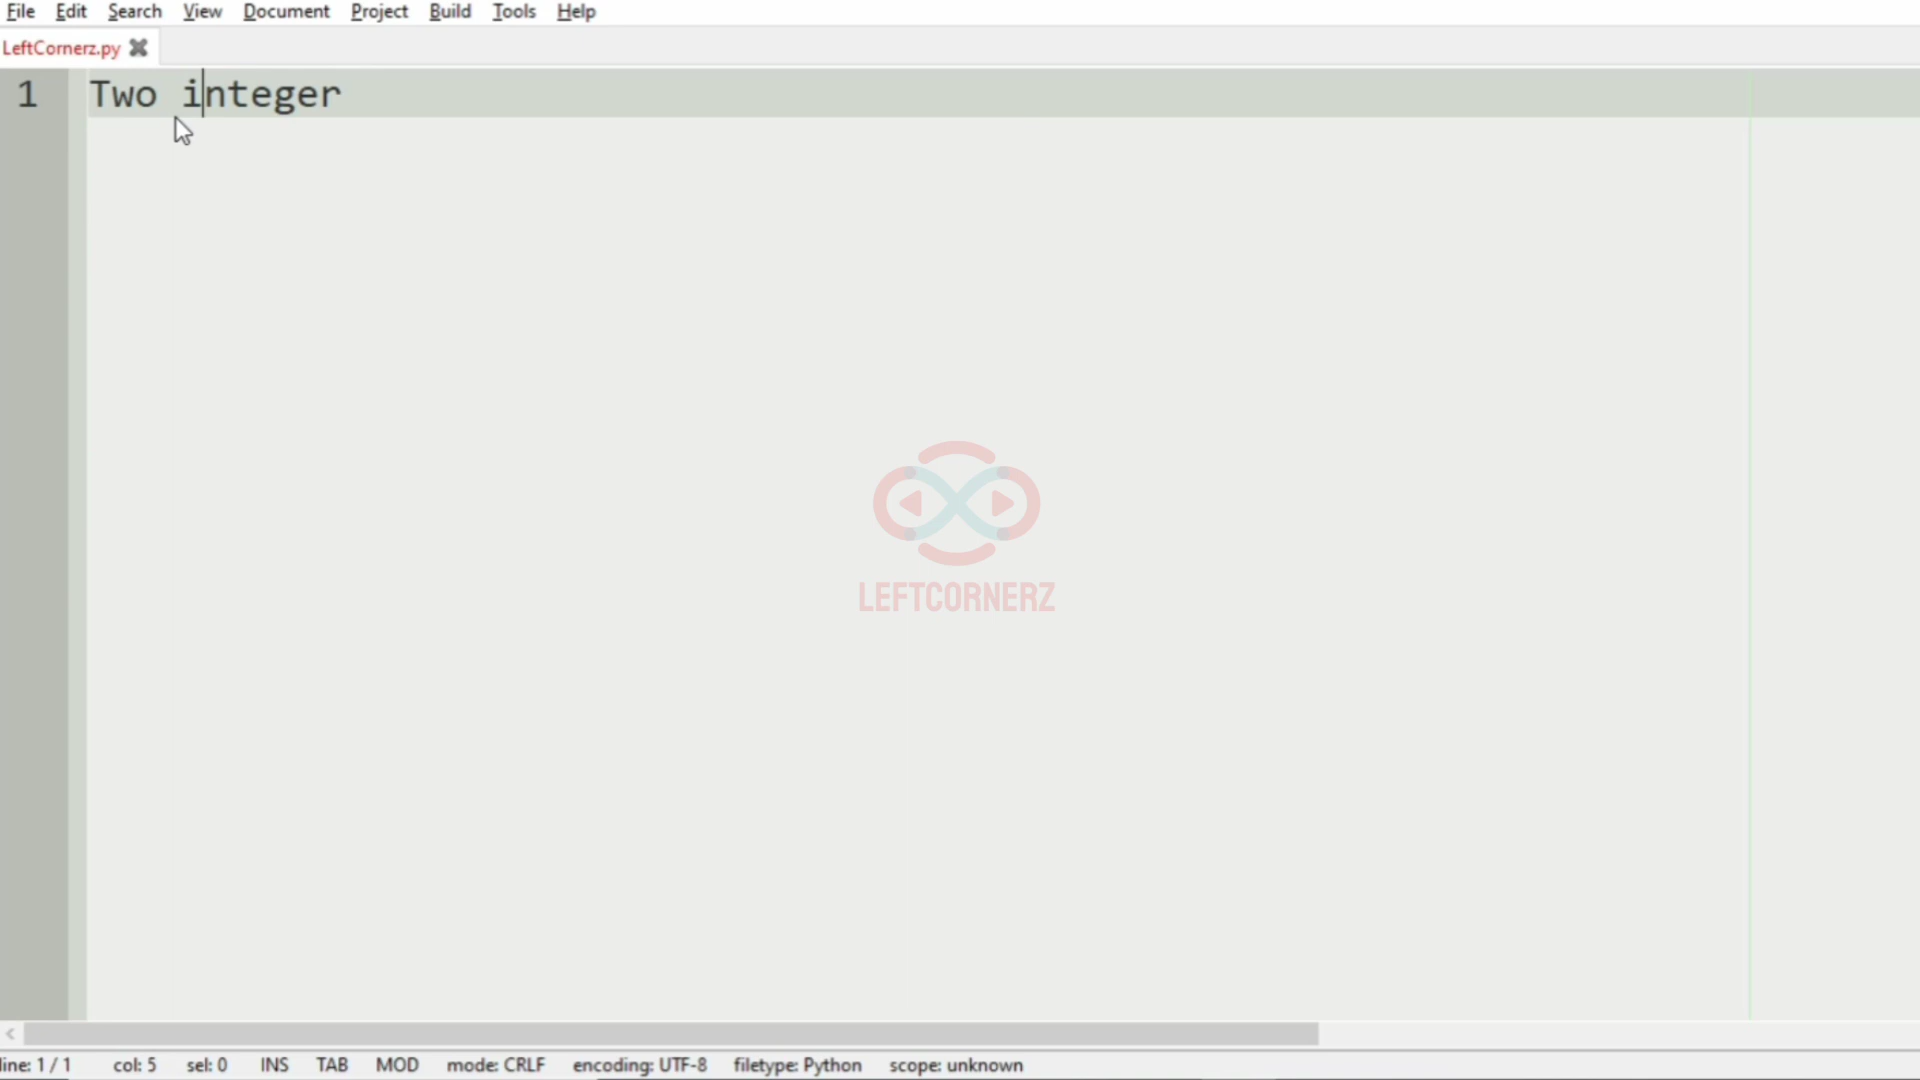 File Edit Search View Document Project Build Tools Help
LeftCornerz.py
1 Two integer
LEFTCORNERZ
line: 1 / 1 col: 5 sel: 0 INS TAB MOD mode: CRLF encoding: UTF-8 filetype: Python scope: unknown